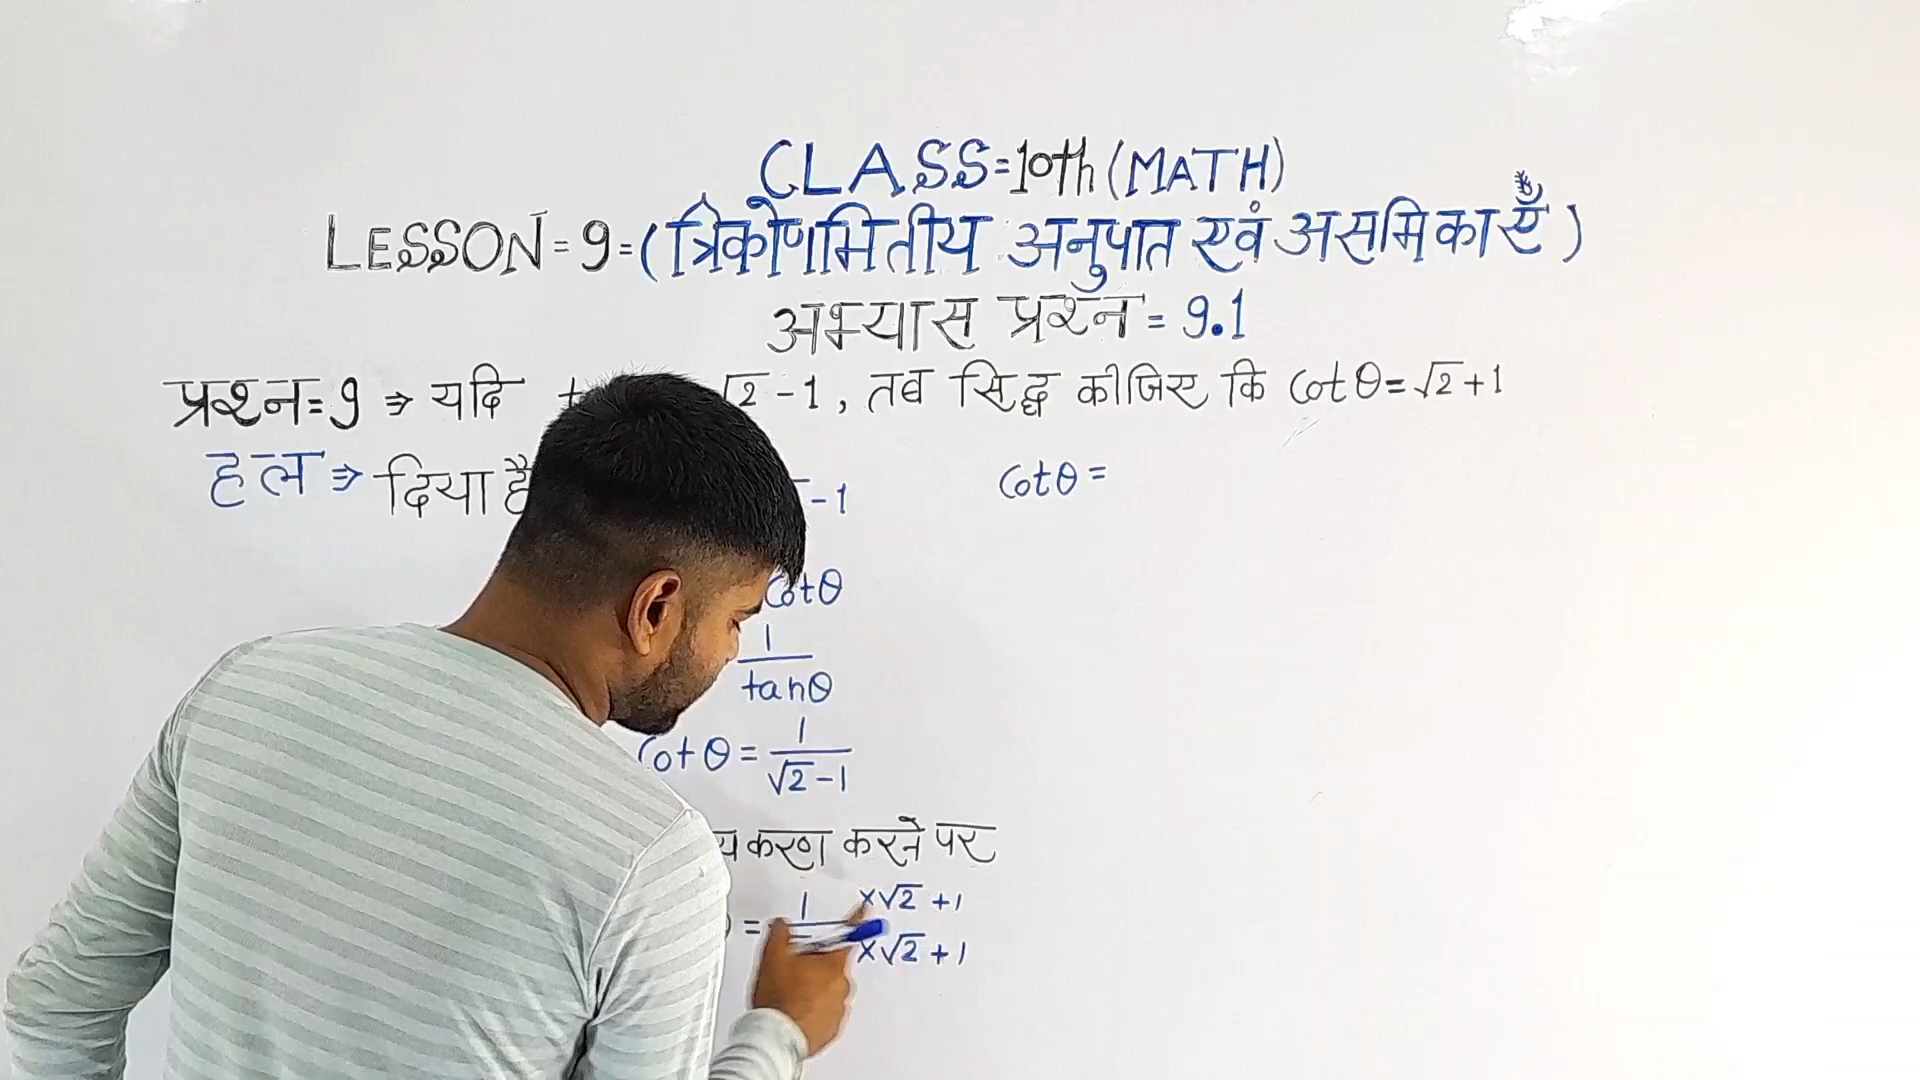 CLASS=10th (MATH)
LESSON=9=(त्रिकोणमितीय अनुपात एवं असमिकाएँ)
अभ्यास प्रश्न = 9.1
प्रश्न=9 ⇒ यदि √2 -1, तब सिद्ध कीजिए कि Cotθ=√2+1
हल ⇒ दिया है -1
Cotθ =
Cotθ
1
tanθ
Cotθ = 1
√2-1
करने पर
= 1 ×√2 +1
×√2 +1